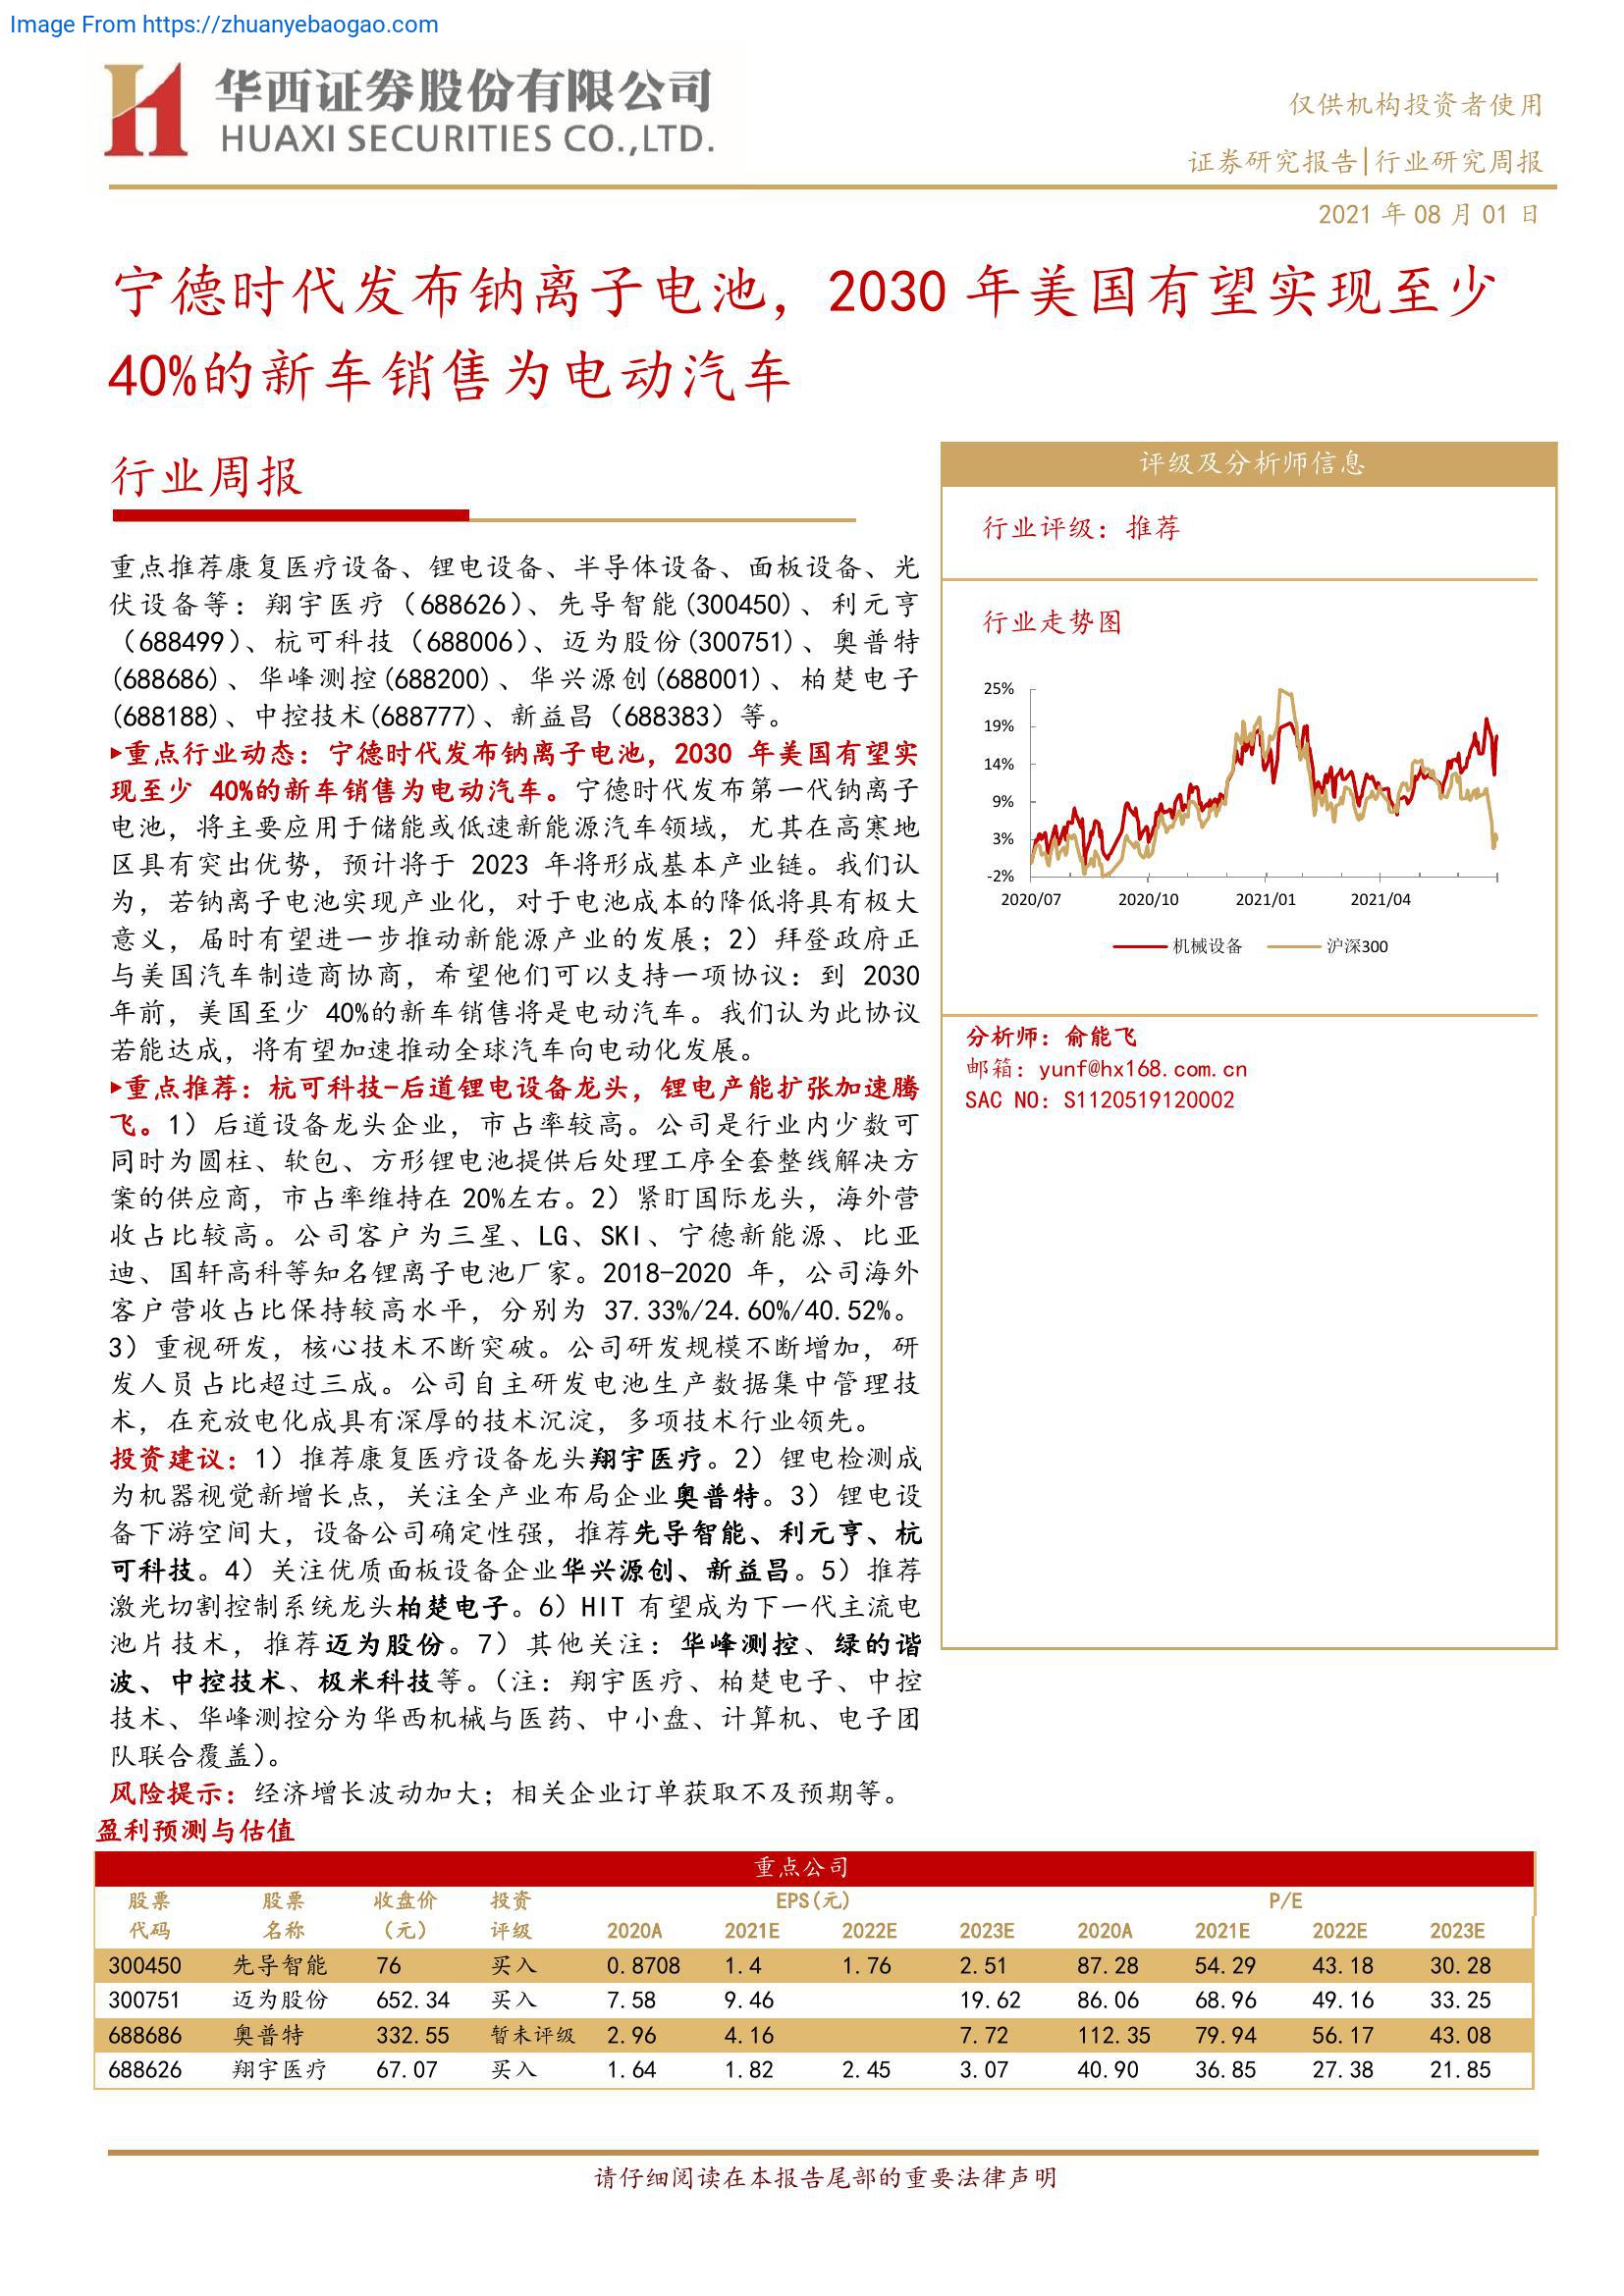 Image From https://zhuanyebaogao.com
华西证券股份有限公司
HUAXI SECURITIES CO.,LTD.
仅供机构投资者使用
证券研究报告|行业研究周报
2021 年 08 月 01 日
宁德时代发布钠离子电池，2030 年美国有望实现至少
40%的新车销售为电动汽车
行业周报
重点推荐康复医疗设备、锂电设备、半导体设备、面板设备、光
伏设备等：翔宇医疗（688626）、先导智能(300450)、利元亨
（688499）、杭可科技（688006）、迈为股份(300751)、奥普特
(688686)、华峰测控(688200)、华兴源创(688001)、柏楚电子
(688188)、中控技术(688777)、新益昌（688383）等。
▸重点行业动态：宁德时代发布钠离子电池，2030 年美国有望实
现至少 40%的新车销售为电动汽车。宁德时代发布第一代钠离子
电池，将主要应用于储能或低速新能源汽车领域，尤其在高寒地
区具有突出优势，预计将于 2023 年将形成基本产业链。我们认
为，若钠离子电池实现产业化，对于电池成本的降低将具有极大
意义，届时有望进一步推动新能源产业的发展；2）拜登政府正
与美国汽车制造商协商，希望他们可以支持一项协议：到 2030
年前，美国至少 40%的新车销售将是电动汽车。我们认为此协议
若能达成，将有望加速推动全球汽车向电动化发展。
▸重点推荐：杭可科技-后道锂电设备龙头，锂电产能扩张加速腾
飞。1）后道设备龙头企业，市占率较高。公司是行业内少数可
同时为圆柱、软包、方形锂电池提供后处理工序全套整线解决方
案的供应商，市占率维持在 20%左右。2）紧盯国际龙头，海外营
收占比较高。公司客户为三星、LG、SKI、宁德新能源、比亚
迪、国轩高科等知名锂离子电池厂家。2018-2020 年，公司海外
客户营收占比保持较高水平，分别为 37.33%/24.60%/40.52%。
3）重视研发，核心技术不断突破。公司研发规模不断增加，研
发人员占比超过三成。公司自主研发电池生产数据集中管理技
术，在充放电化成具有深厚的技术沉淀，多项技术行业领先。
投资建议：1）推荐康复医疗设备龙头翔宇医疗。2）锂电检测成
为机器视觉新增长点，关注全产业布局企业奥普特。3）锂电设
备下游空间大，设备公司确定性强，推荐先导智能、利元亨、杭
可科技。4）关注优质面板设备企业华兴源创、新益昌。5）推荐
激光切割控制系统龙头柏楚电子。6）HIT 有望成为下一代主流电
池片技术，推荐迈为股份。7）其他关注：华峰测控、绿的谐
波、中控技术、极米科技等。（注：翔宇医疗、柏楚电子、中控
技术、华峰测控分为华西机械与医药、中小盘、计算机、电子团
队联合覆盖）。
风险提示：经济增长波动加大；相关企业订单获取不及预期等。
评级及分析师信息
行业评级：推荐
行业走势图
25%
19%
14%
9%
3%
-2%
2020/07 2020/10 2021/01 2021/04
机械设备 沪深300
分析师：俞能飞
邮箱：yunf@hx168.com.cn
SAC NO：S1120519120002
盈利预测与估值
重点公司
股票 股票 收盘价 投资 EPS(元) P/E
代码 名称 （元） 评级 2020A 2021E 2022E 2023E 2020A 2021E 2022E 2023E
300450 先导智能 76 买入 0.8708 1.4 1.76 2.51 87.28 54.29 43.18 30.28
300751 迈为股份 652.34 买入 7.58 9.46 19.62 86.06 68.96 49.16 33.25
688686 奥普特 332.55 暂未评级 2.96 4.16 7.72 112.35 79.94 56.17 43.08
688626 翔宇医疗 67.07 买入 1.64 1.82 2.45 3.07 40.90 36.85 27.38 21.85
请仔细阅读在本报告尾部的重要法律声明